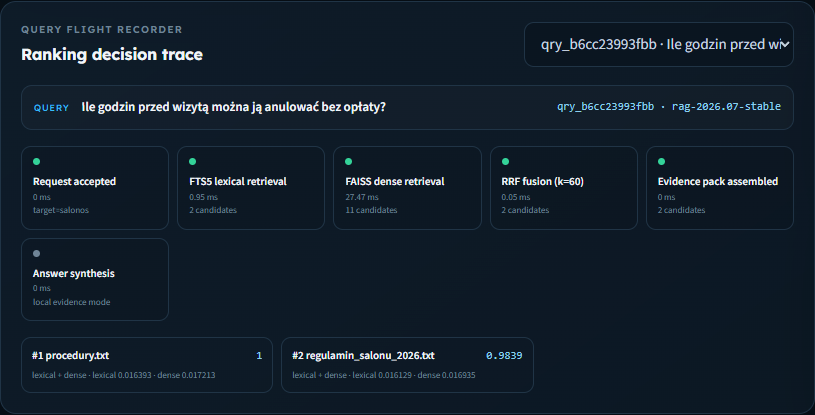 QUERY FLIGHT RECORDER
Ranking decision trace
qry_b6cc23993fbb · Ile godzin przed wi
QUERY Ile godzin przed wizytą można ją anulować bez opłaty? qry_b6cc23993fbb · rag-2026.07-stable
Request accepted
0 ms
target=salonos
FTS5 lexical retrieval
0.95 ms
2 candidates
FAISS dense retrieval
27.47 ms
11 candidates
RRF fusion (k=60)
0.05 ms
2 candidates
Evidence pack assembled
0 ms
2 candidates
Answer synthesis
0 ms
local evidence mode
#1 procedury.txt 1
lexical + dense · lexical 0.016393 · dense 0.017213
#2 regulamin_salonu_2026.txt 0.9839
lexical + dense · lexical 0.016129 · dense 0.016935